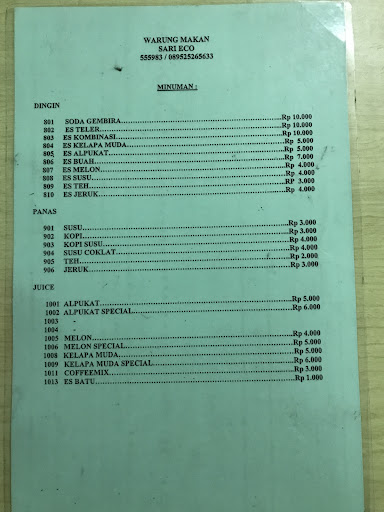 WARUNG MAKAN
SARI ECO
555983 / 089525265633
MINUMAN :
DINGIN
801 SODA GEMBIRA Rp 10.000
802 ES TELER Rp 10.000
803 ES KOMBINASI Rp 10.000
804 ES KELAPA MUDA Rp 5.000
805 ES ALPUKAT Rp 5.000
806 ES BUAH Rp 7.000
807 ES MELON Rp 4.000
808 ES SUSU Rp 4.000
809 ES TEH RP 3.000
810 ES JERUK Rp 4.000
PANAS
901 SUSU Rp 3.000
902 KOPI Rp 3.000
903 KOPI SUSU Rp 4.000
904 SUSU COKLAT Rp 4.000
905 TEH Rp 2.000
906 JERUK Rp 3.000
JUICE
1001 ALPUKAT Rp 5.000
1002 ALPUKAT SPECIAL Rp 6.000
1003 -
1004 -
1005 MELON Rp 4.000
1006 MELON SPECIAL Rp 5.000
1008 KELAPA MUDA Rp 5.000
1009 KELAPA MUDA SPECIAL Rp 6.000
1011 COFFEEMIX Rp 3.000
1013 ES BATU Rp 1.000